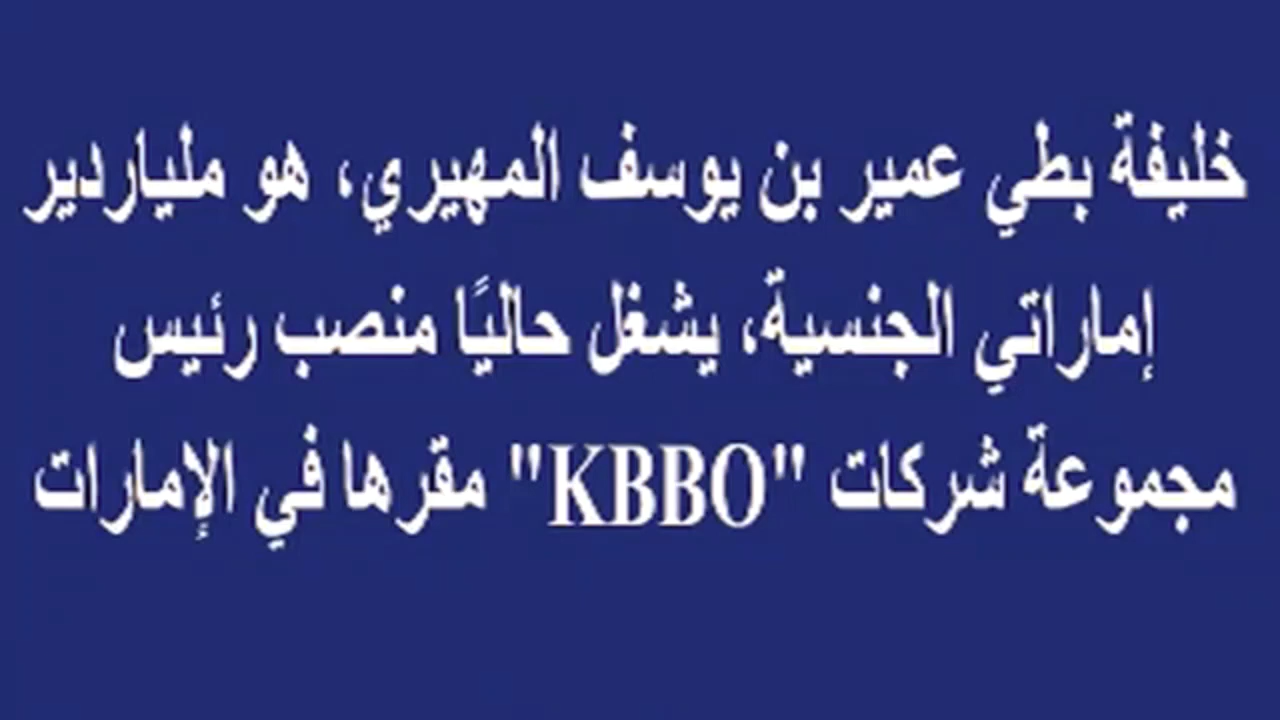 خليفة بطي عمير بن يوسف المهيري، هو ملياردير
إماراتي الجنسية، يشغل حاليًا منصب رئيس
مجموعة شركات "KBBO" مقرها في الإمارات